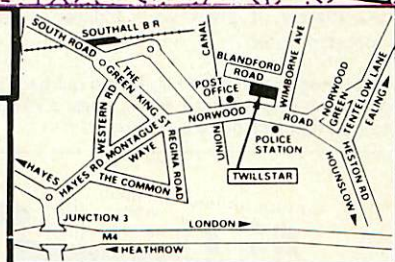 SOUTHALL B R
SOUTH ROAD
CANAL
BLANDFORD
ROAD
WIMBORNE AVE
THE
GREEN
KING ST
POST
OFFICE
NORWOOD
GREEN
TENTELOW LANE
EALING
WESTERN RD
NORWOOD
ROAD
MONTAGUE
WAYE
REGINA ROAD
UNION
POLICE
STATION
HESTON RD
HOUNSLOW
HAYES
HAYES RD
THE COMMON
TWILLSTAR
JUNCTION 3
LONDON
M4
HEATHROW